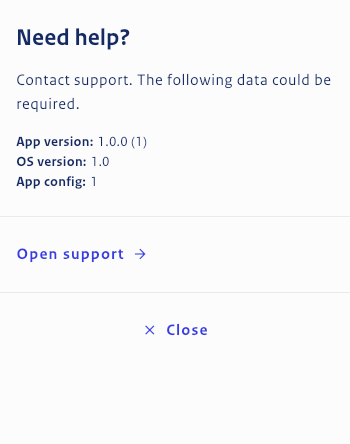 Need help?
Contact support. The following data could be
required.
App version: 1.0.0 (1)
OS version: 1.0
App config: 1
Open support →
× Close